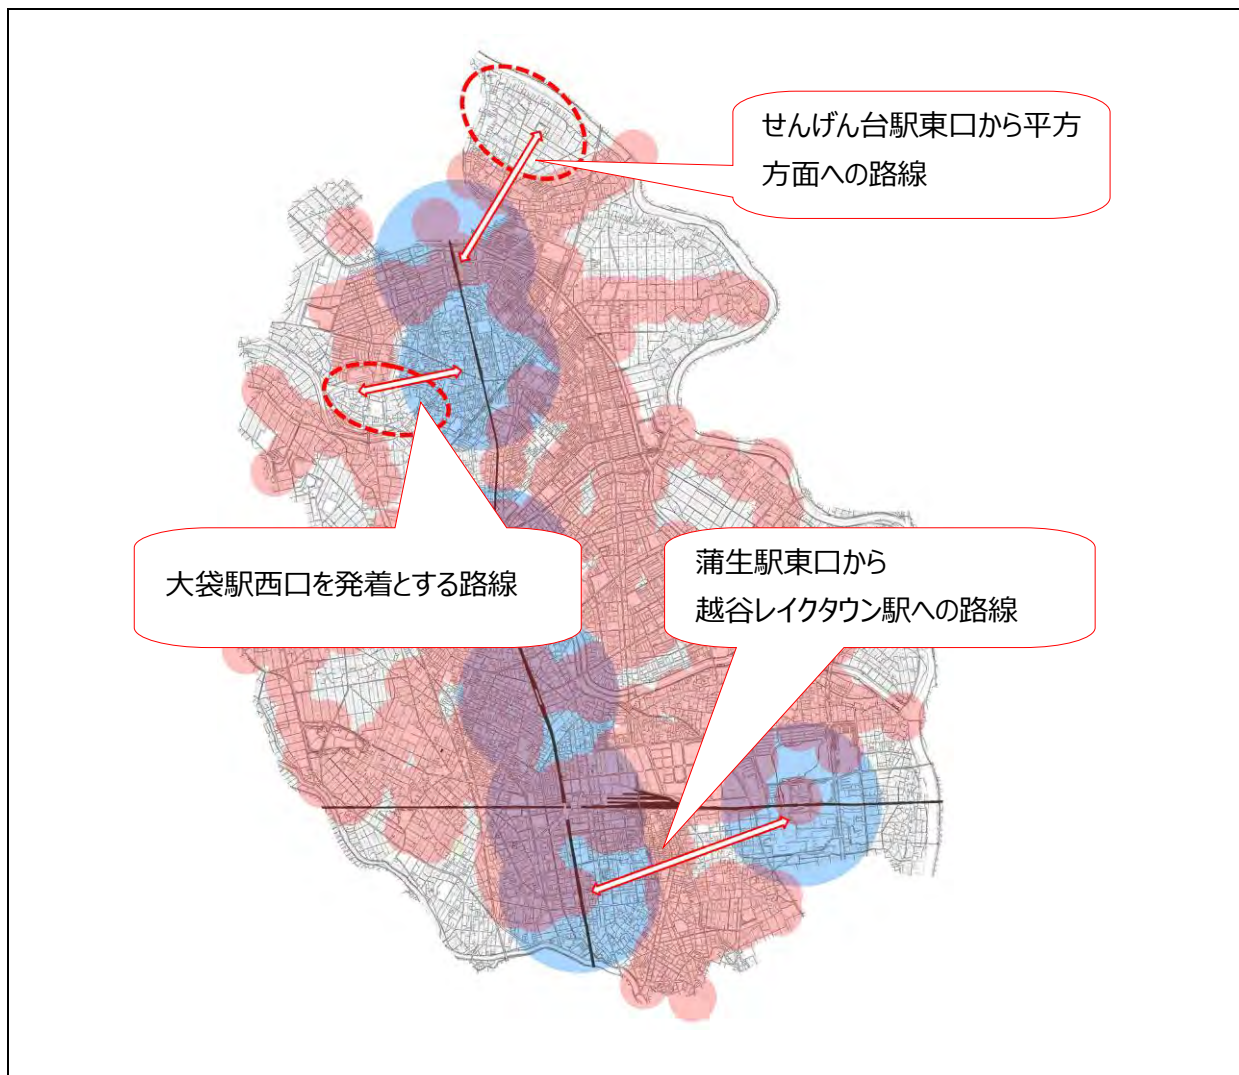 せんげん台駅東口から平方
方面への路線
大袋駅西口を発着とする路線
蒲生駅東口から
越谷レイクタウン駅への路線